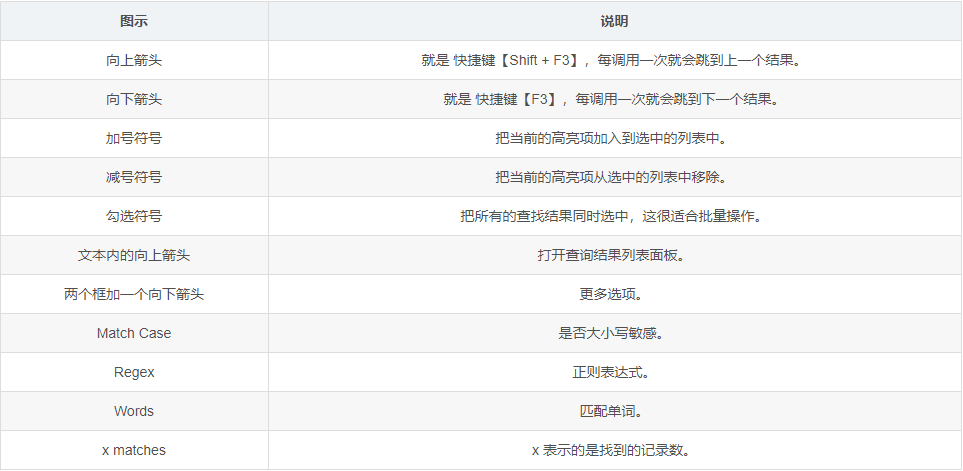 图示 说明
向上箭头 就是 快捷键【Shift + F3】，每调用一次就会跳到上一个结果。
向下箭头 就是 快捷键【F3】，每调用一次就会跳到下一个结果。
加号符号 把当前的高亮项加入到选中的列表中。
减号符号 把当前的高亮项从选中的列表中移除。
勾选符号 把所有的查找结果同时选中，这很适合批量操作。
文本内的向上箭头 打开查询结果列表面板。
两个框加一个向下箭头 更多选项。
Match Case 是否大小写敏感。
Regex 正则表达式。
Words 匹配单词。
x matches x 表示的是找到的记录数。